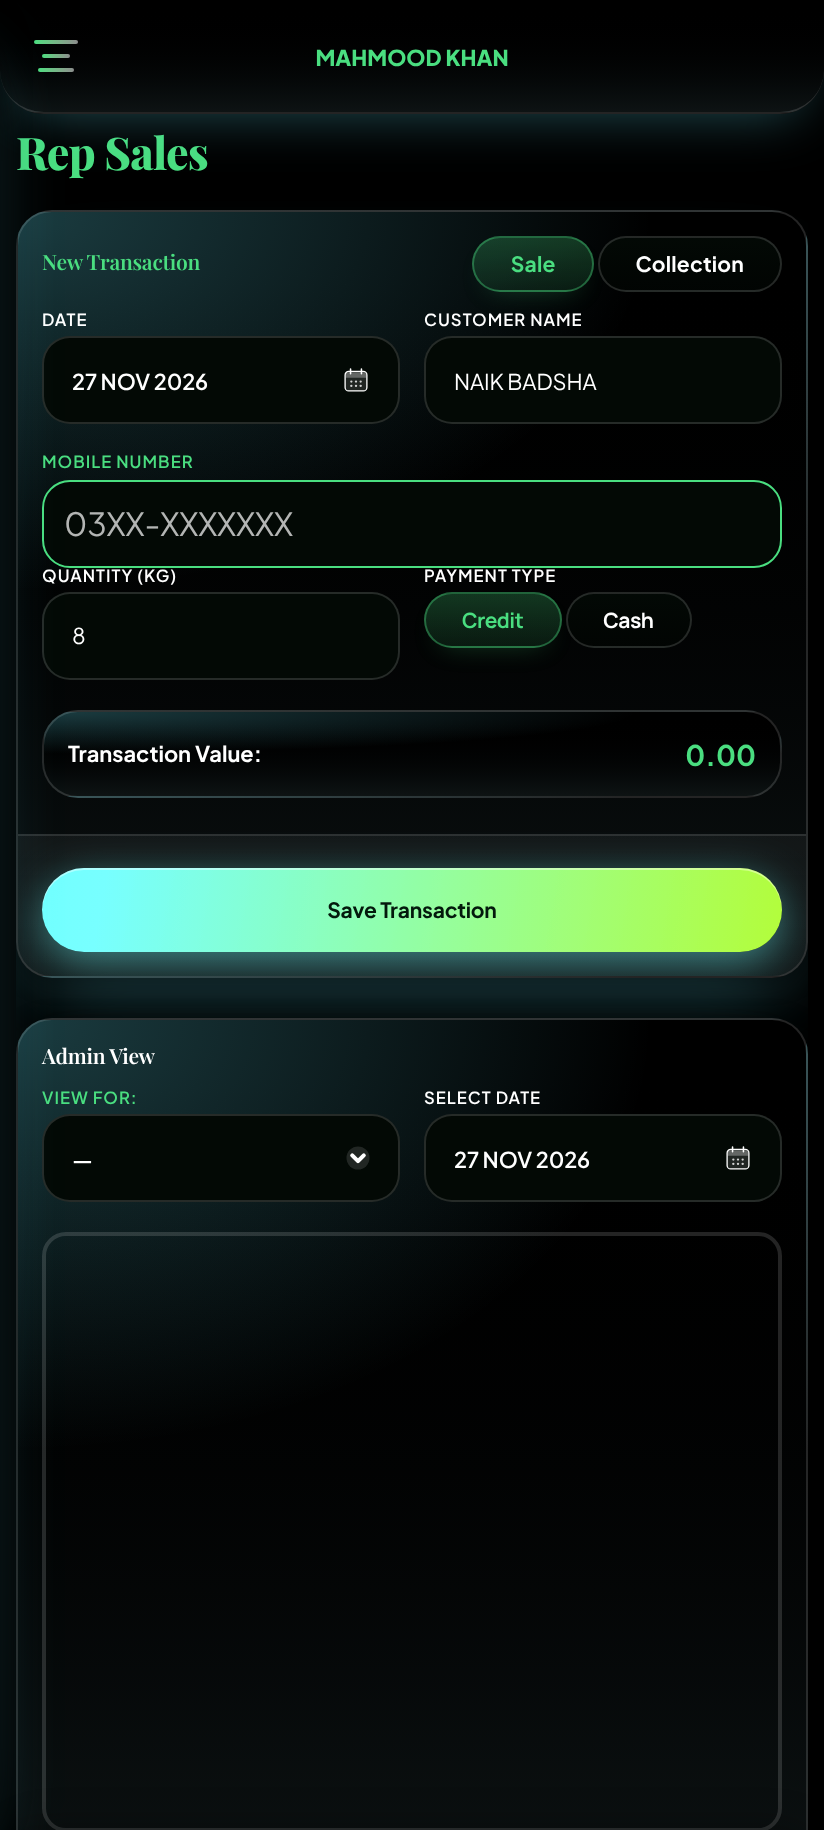 MAHMOOD KHAN
Rep Sales
New Transaction
Sale
Collection
DATE
CUSTOMER NAME
27 NOV 2026
NAIK BADSHA
MOBILE NUMBER
03XX-XXXXXXX
QUANTITY (KG)
PAYMENT TYPE
8
Credit
Cash
Transaction Value:
0.00
Save Transaction
Admin View
VIEW FOR:
SELECT DATE
—
27 NOV 2026